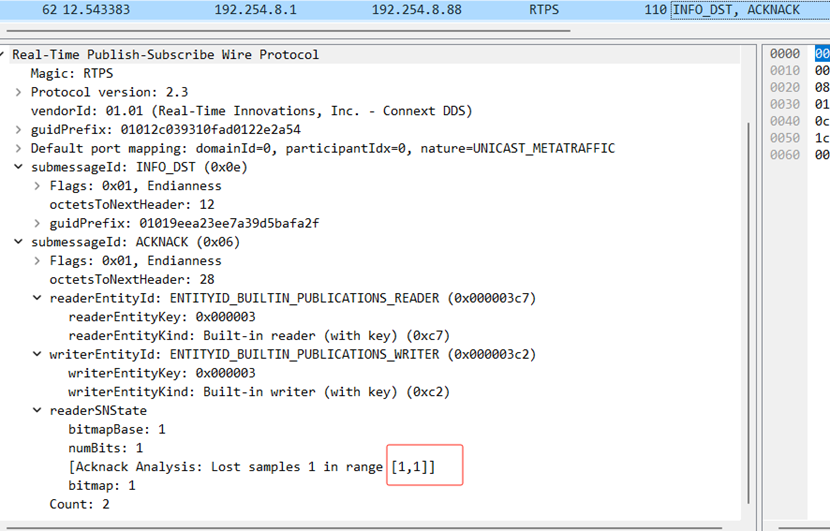 62 12.543383 192.254.8.1 192.254.8.88 RTPS 110 INFO_DST, ACKNACK
Real-Time Publish-Subscribe Wire Protocol
Magic: RTPS
Protocol version: 2.3
vendorId: 01.01 (Real-Time Innovations, Inc. - Connext DDS)
guidPrefix: 01012c039310fad0122e2a54
Default port mapping: domainId=0, participantIdx=0, nature=UNICAST_METATRAFFIC
submessageId: INFO_DST (0x0e)
Flags: 0x01, Endianness
octetsToNextHeader: 12
guidPrefix: 01019eea23ee7a39d5bafa2f
submessageId: ACKNACK (0x06)
Flags: 0x01, Endianness
octetsToNextHeader: 28
readerEntityId: ENTITYID_BUILTIN_PUBLICATIONS_READER (0x000003c7)
readerEntityKey: 0x000003
readerEntityKind: Built-in reader (with key) (0xc7)
writerEntityId: ENTITYID_BUILTIN_PUBLICATIONS_WRITER (0x000003c2)
writerEntityKey: 0x000003
writerEntityKind: Built-in writer (with key) (0xc2)
readerSNState
bitmapBase: 1
numBits: 1
[Acknack Analysis: Lost samples 1 in range [1,1]]
bitmap: 1
Count: 2
0000 00
0010 00
0020 08
0030 01
0040 0c
0050 1c
0060 00